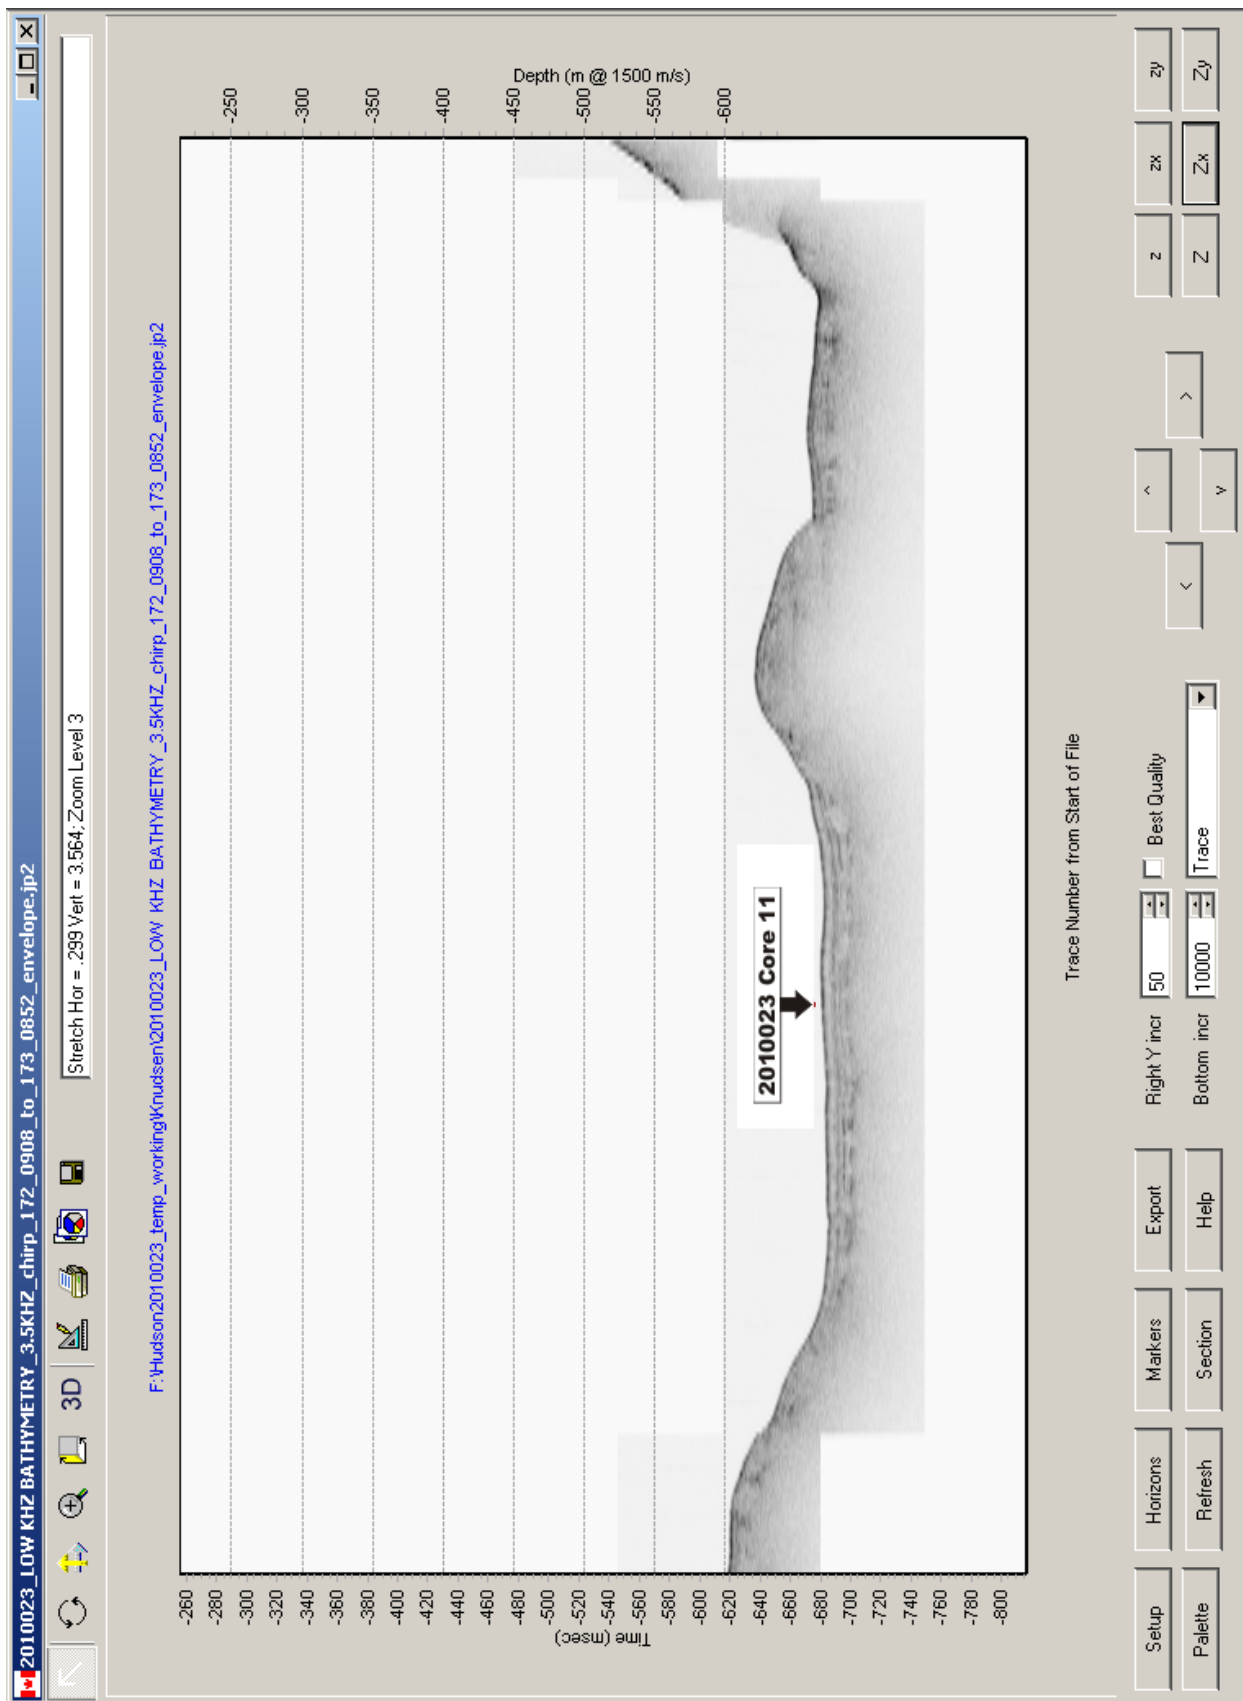 2010023_LOW KHZ BATHYMETRY_3.5KHZ_chirp_172_0908_to_173_0852_envelope.jp2
3D
Stretch Hor = .299 Vert = 3.564; Zoom Level 3
F:\Hudson2010023_temp_working\Knudsen\2010023_LOW KHZ BATHYMETRY_3.5KHZ_chirp_172_0908_to_173_0852_envelope.jp2
Time (msec)
-260
-280
-300
-320
-340
-360
-380
-400
-420
-440
-460
-480
-500
-520
-540
-560
-580
-600
-620
-640
-660
-680
-700
-720
-740
-760
-780
-800
2010023 Core 11
-250
-300
-350
-400
-450
-500
-550
-600
Depth (m @ 1500 m/s)
Trace Number from Start of File
Setup
Horizons
Markers
Export
Right Y incr
50
Best Quality
^
z
zx
zy
Palette
Refresh
Section
Help
Bottom incr
10000
Trace
<
>
v
Z
Zx
Zy